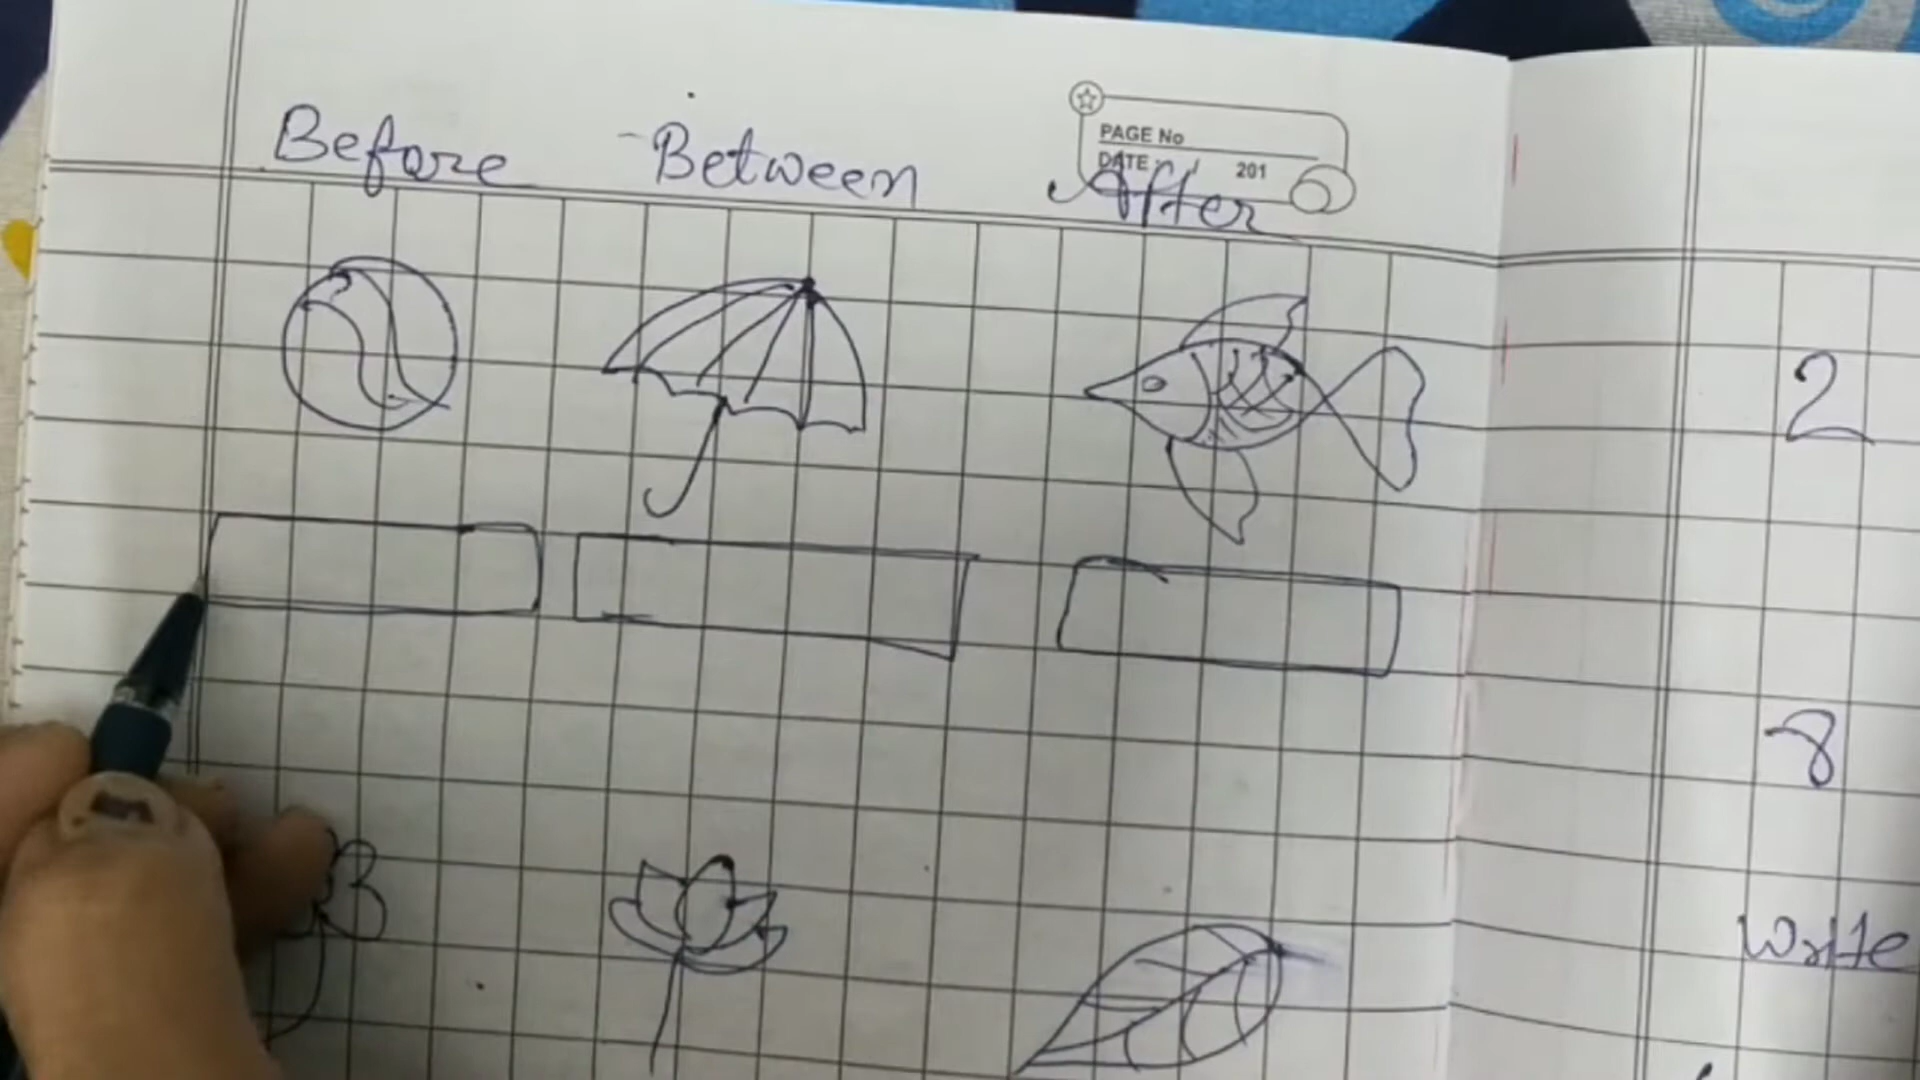 Before Between After
PAGE No
DATE : / / 201
2
8
Write